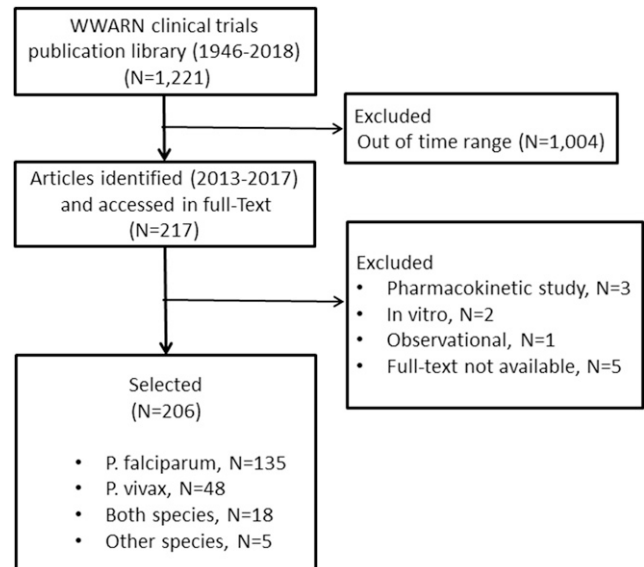 WWARN clinical trials
publication library (1946-2018)
(N=1,221)
Excluded
Out of time range (N=1,004)
Articles identified (2013-2017)
and accessed in full-Text
(N=217)
Excluded
• Pharmacokinetic study, N=3
• In vitro, N=2
• Observational, N=1
• Full-text not available, N=5
Selected
(N=206)
• P. falciparum, N=135
• P. vivax, N=48
• Both species, N=18
• Other species, N=5